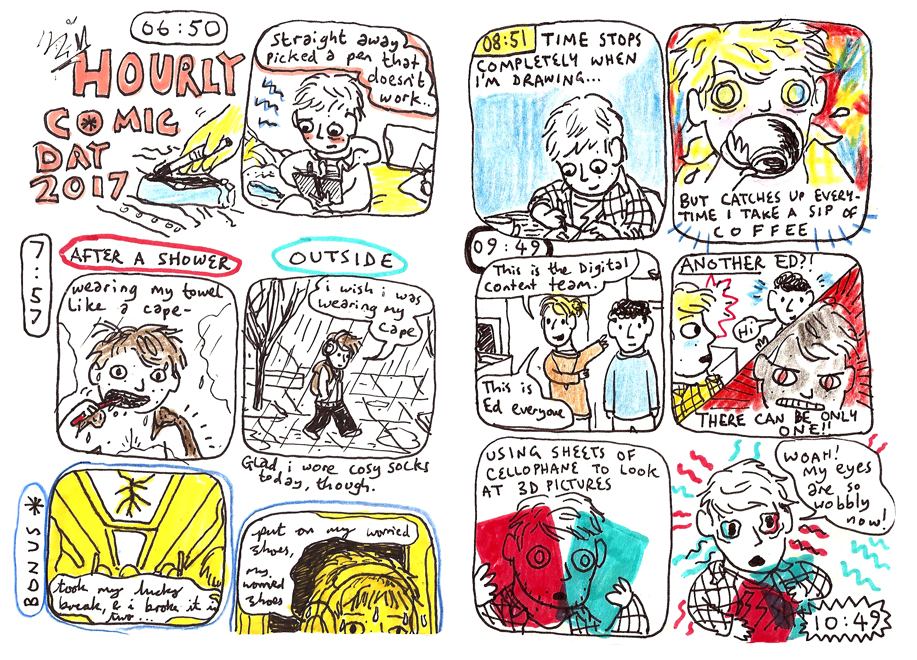 06:50
HOURLY
COMIC
DAY
2017
Straight away
picked a pen that
doesn't
work..
7:57
AFTER A SHOWER
wearing my towel
like a cape-
OUTSIDE
i wish i was
wearing my
cape
Glad i wore cosy socks
today, though.
BONUS *
took my lucky
break, & i broke it in
two...
put on my worried
shoes,
my
worried
shoes
08:51
TIME STOPS
COMPLETELY WHEN
I'M DRAWING...
BUT CATCHES UP EVERY-
TIME I TAKE A SIP OF
COFFEE
09:49
This is the Digital
content team.
This is
Ed everyone
ANOTHER ED?!
Hi
THERE CAN BE ONLY
ONE!!
USING SHEETS OF
CELLOPHANE TO LOOK
AT 3D PICTURES
WOAH!
My eyes
are so
wobbly
now!
10:49